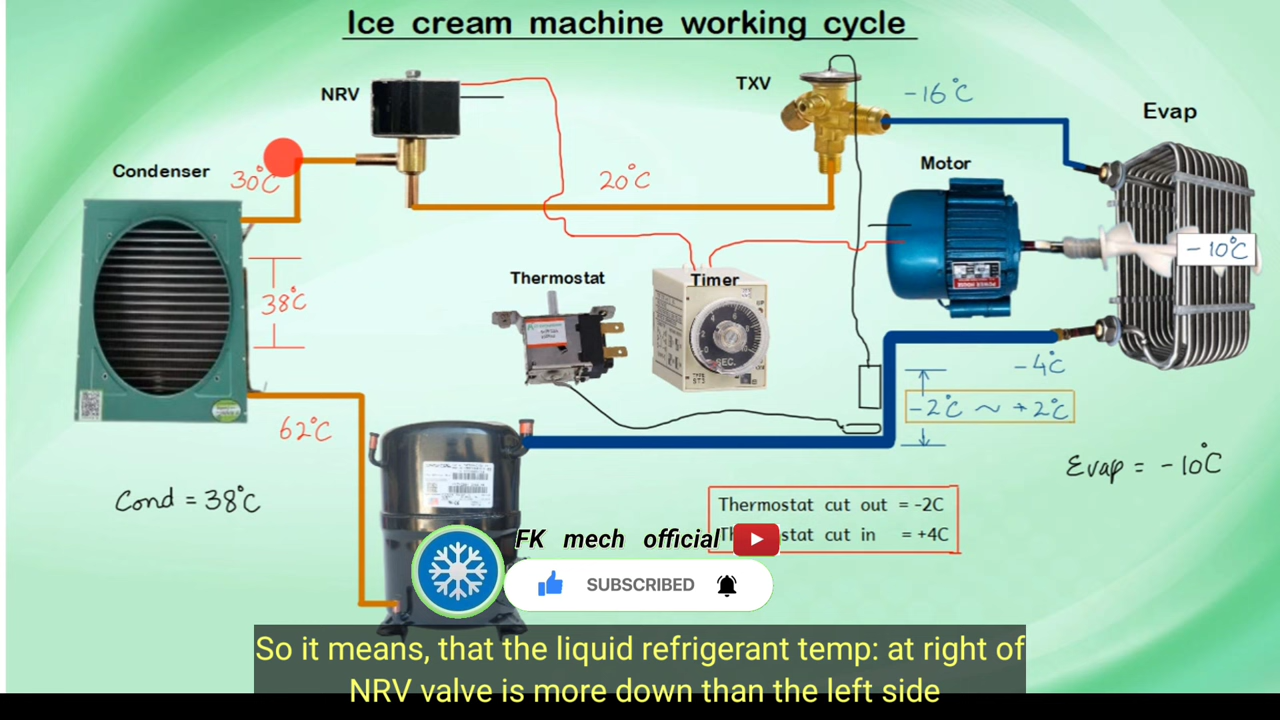 Ice cream machine working cycle
NRV
TXV
-16°C
Evap
Condenser
30°C
20°C
Motor
-10°C
Thermostat
Timer
38°C
-4°C
-2°C ~ +2°C
62°C
Evap = -10°C
Cond = 38°C
Thermostat cut out = -2C
stat cut in = +4C
FK mech official
SUBSCRIBED
So it means, that the liquid refrigerant temp: at right of
NRV valve is more down than the left side